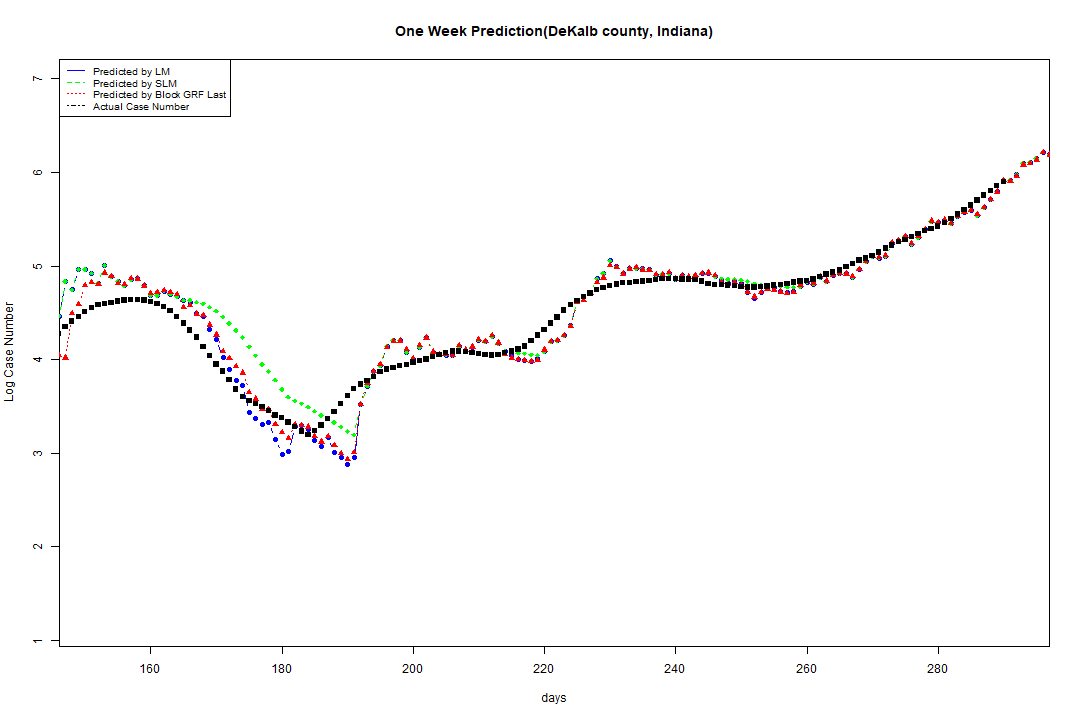 One Week Prediction(DeKalb county, Indiana)
Predicted by LM
Predicted by SLM
Predicted by Block GRF Last
Actual Case Number
7
6
5
4
3
2
1
Log Case Number
160 180 200 220 240 260 280
days